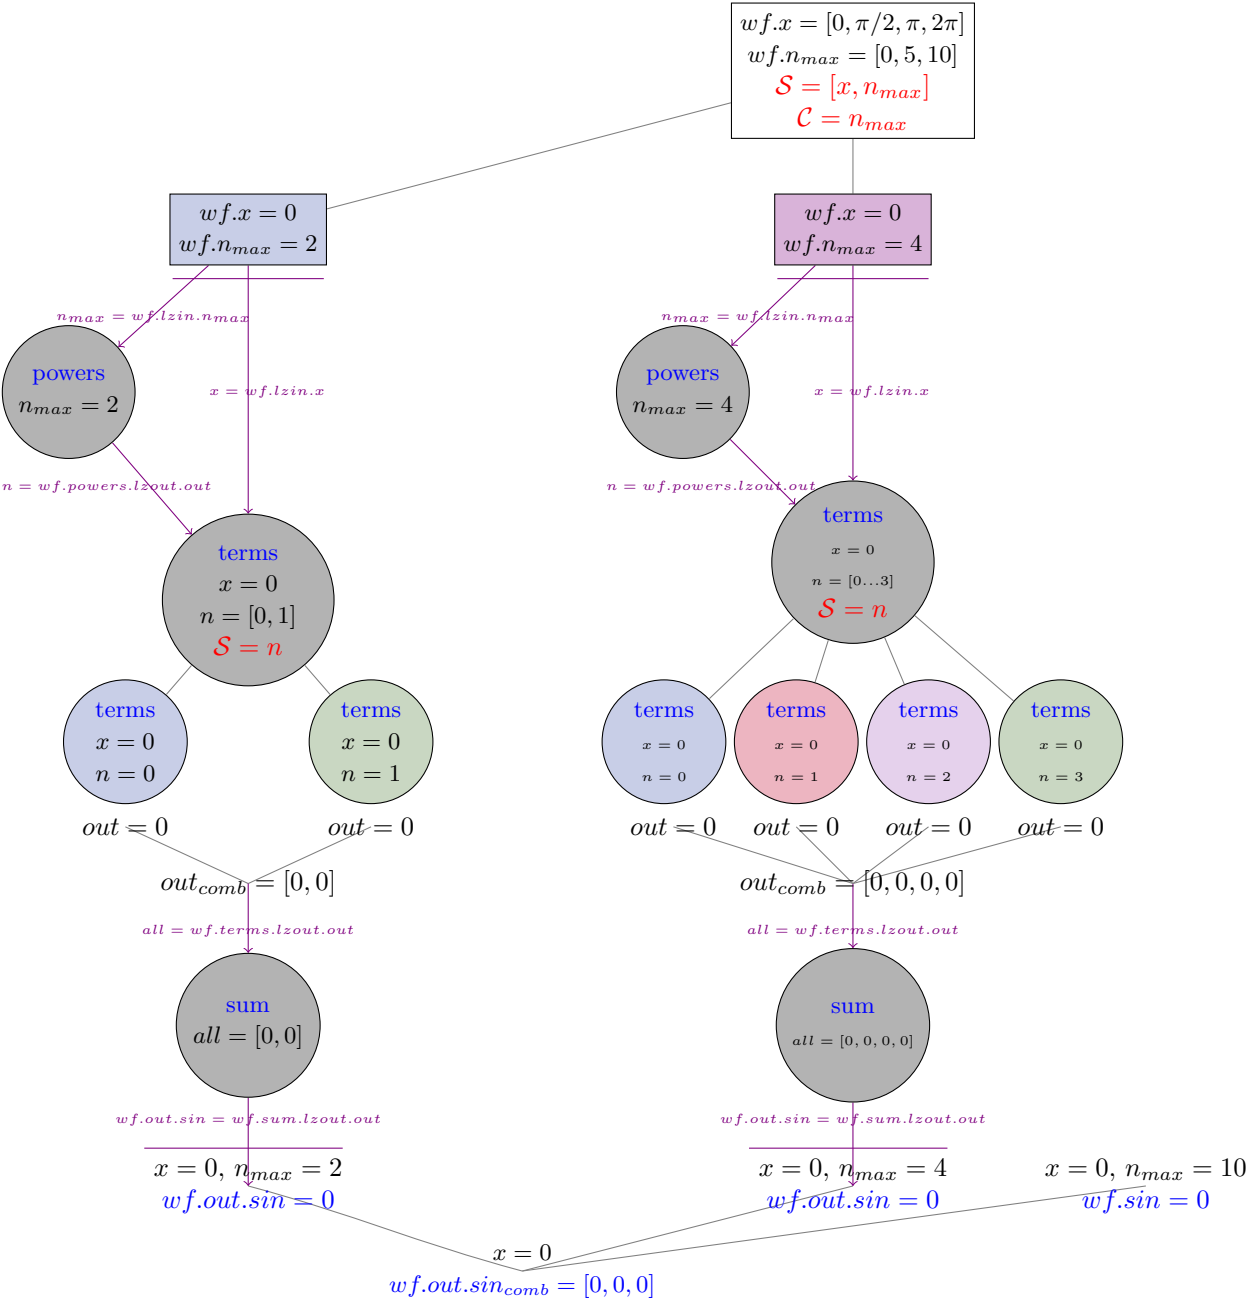 wf.x = [0, π/2, π, 2π]
wf.n_max = [0, 5, 10]
𝒮 = [x, n_max]
𝒞 = n_max
wf.x = 0
wf.n_max = 2
wf.x = 0
wf.n_max = 4
n_max = wf.lzin.n_max
n_max = wf.lzin.n_max
powers
n_max = 2
x = wf.lzin.x
powers
n_max = 4
x = wf.lzin.x
n = wf.powers.lzout.out
n = wf.powers.lzout.out
terms
x = 0
n = [0, 1]
𝒮 = n
terms
x = 0
n = [0...3]
𝒮 = n
terms
x = 0
n = 0
terms
x = 0
n = 1
terms
x = 0
n = 0
terms
x = 0
n = 1
terms
x = 0
n = 2
terms
x = 0
n = 3
out = 0
out = 0
out = 0
out = 0
out = 0
out = 0
out_comb = [0, 0]
out_comb = [0, 0, 0, 0]
all = wf.terms.lzout.out
all = wf.terms.lzout.out
sum
all = [0, 0]
sum
all = [0, 0, 0, 0]
wf.out.sin = wf.sum.lzout.out
wf.out.sin = wf.sum.lzout.out
x = 0, n_max = 2
wf.out.sin = 0
x = 0, n_max = 4
wf.out.sin = 0
x = 0, n_max = 10
wf.sin = 0
x = 0
wf.out.sin_comb = [0, 0, 0]